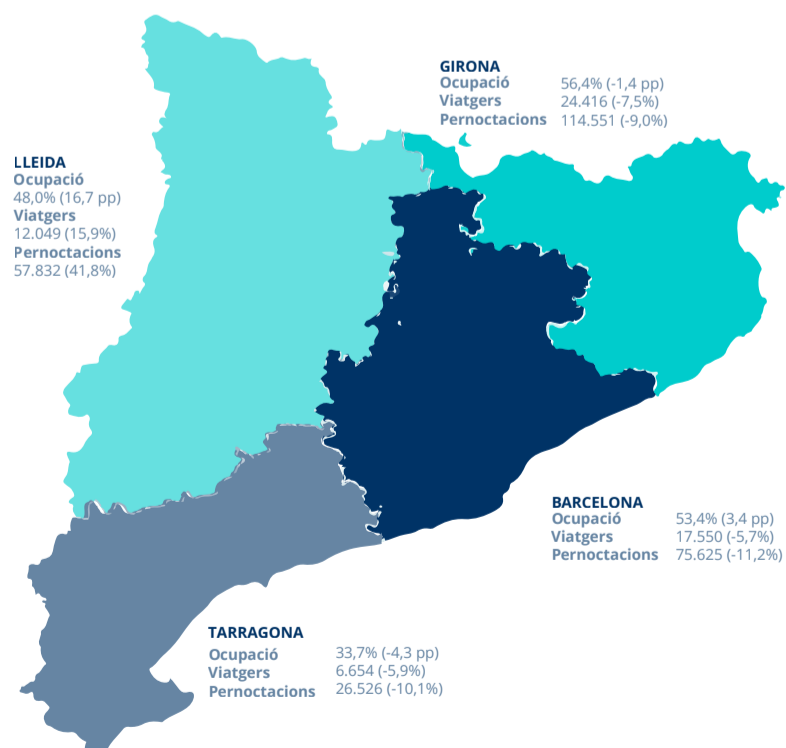 GIRONA
Ocupació 56,4% (-1,4 pp)
Viatgers 24.416 (-7,5%)
Pernoctacions 114.551 (-9,0%)
LLEIDA
Ocupació
48,0% (16,7 pp)
Viatgers
12.049 (15,9%)
Pernoctacions
57.832 (41,8%)
BARCELONA
Ocupació 53,4% (3,4 pp)
Viatgers 17.550 (-5,7%)
Pernoctacions 75.625 (-11,2%)
TARRAGONA
Ocupació 33,7% (-4,3 pp)
Viatgers 6.654 (-5,9%)
Pernoctacions 26.526 (-10,1%)